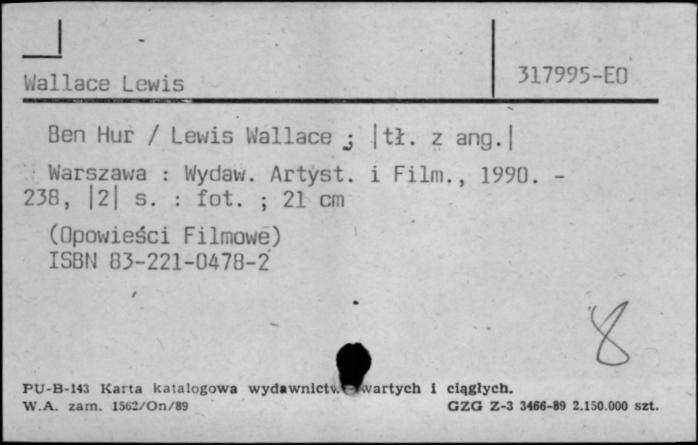 Wallace Lewis
317995-EO
Ben Hur / Lewis Wallace ; |tł. z ang.|
Warszawa : Wydaw. Artyst. i Film., 1990. -
238, |2| s. : fot. ; 21 cm
(Opowieści Filmowe)
ISBN 83-221-0478-2
8
PU-B-143 Karta katalogowa wydawnictw zwartych i ciągłych.
W.A. zam. 1562/On/89
GZG Z-3 3466-89 2.150.000 szt.